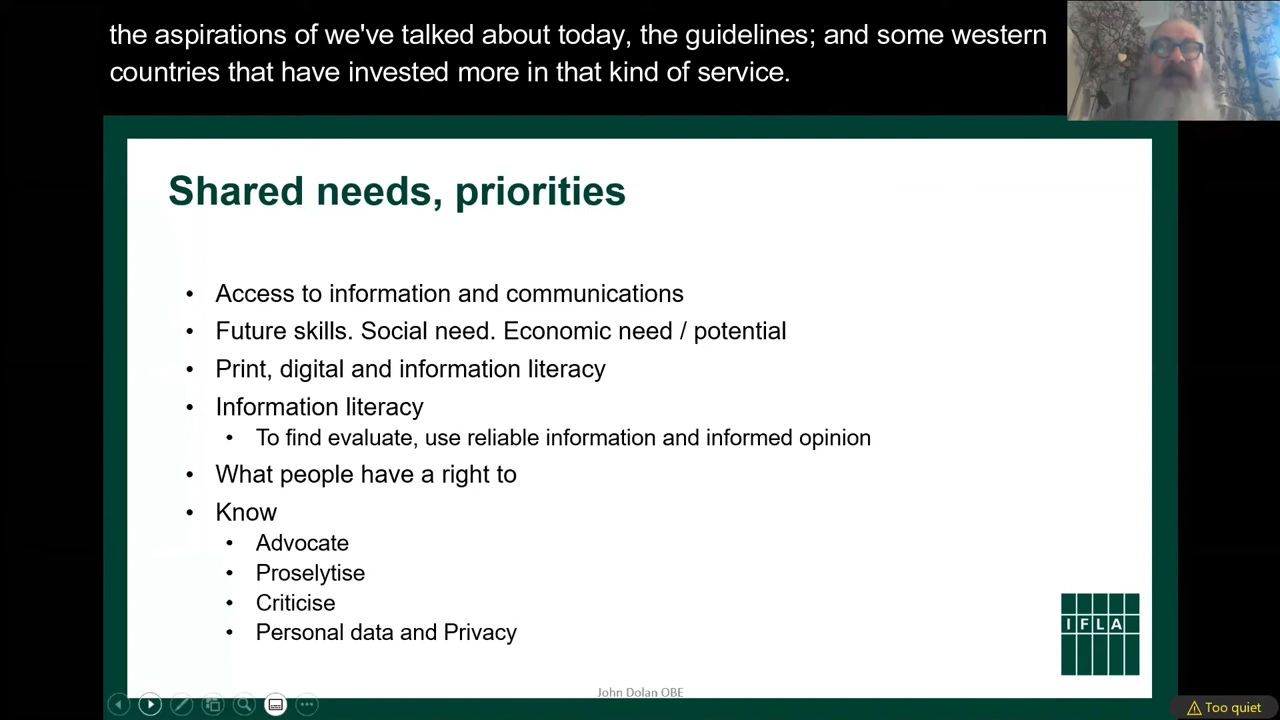 the aspirations of we've talked about today, the guidelines; and some western
countries that have invested more in that kind of service.
Shared needs, priorities
• Access to information and communications
• Future skills. Social need. Economic need / potential
• Print, digital and information literacy
• Information literacy
• To find evaluate, use reliable information and informed opinion
• What people have a right to
• Know
• Advocate
• Proselytise
• Criticise
• Personal data and Privacy
IFLA
John Dolan OBE
Too quiet